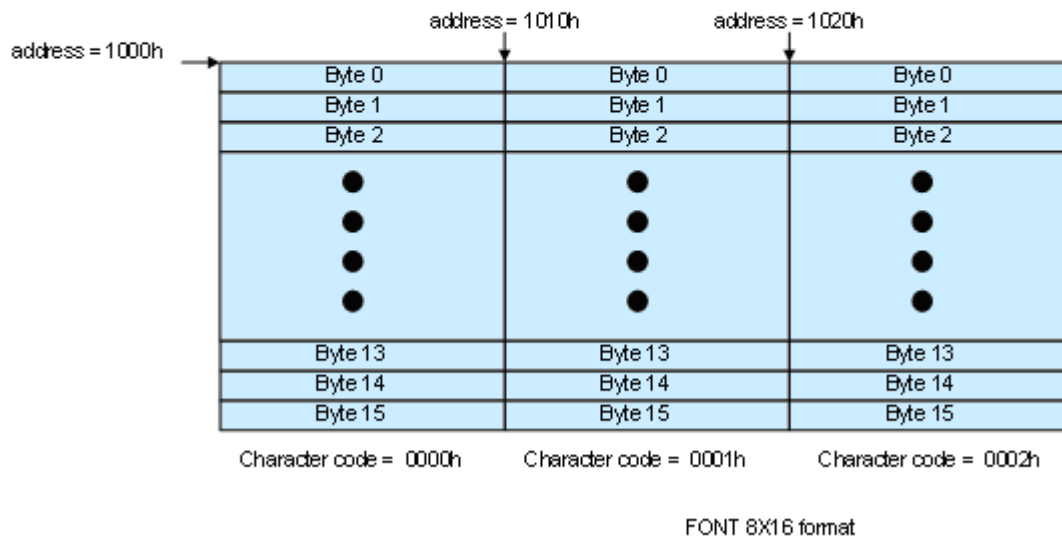 address = 1010h address = 1020h
address = 1000h
Byte 0 Byte 0 Byte 0
Byte 1 Byte 1 Byte 1
Byte 2 Byte 2 Byte 2
Byte 13 Byte 13 Byte 13
Byte 14 Byte 14 Byte 14
Byte 15 Byte 15 Byte 15
Character code = 0000h Character code = 0001h Character code = 0002h
FONT 8X16 format